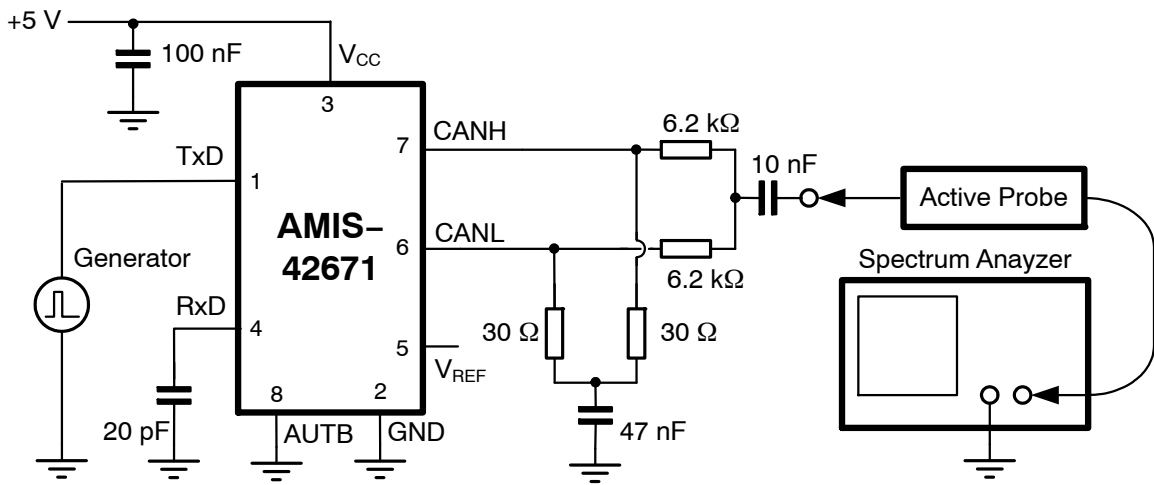 +5 V
100 nF
VCC
3
TxD
1
7
CANH
6.2 kΩ
10 nF
Active Probe
AMIS−
42671
6
CANL
6.2 kΩ
Generator
Spectrum Anayzer
RxD
4
30 Ω
30 Ω
5
VREF
8
2
20 pF
AUTB
GND
47 nF